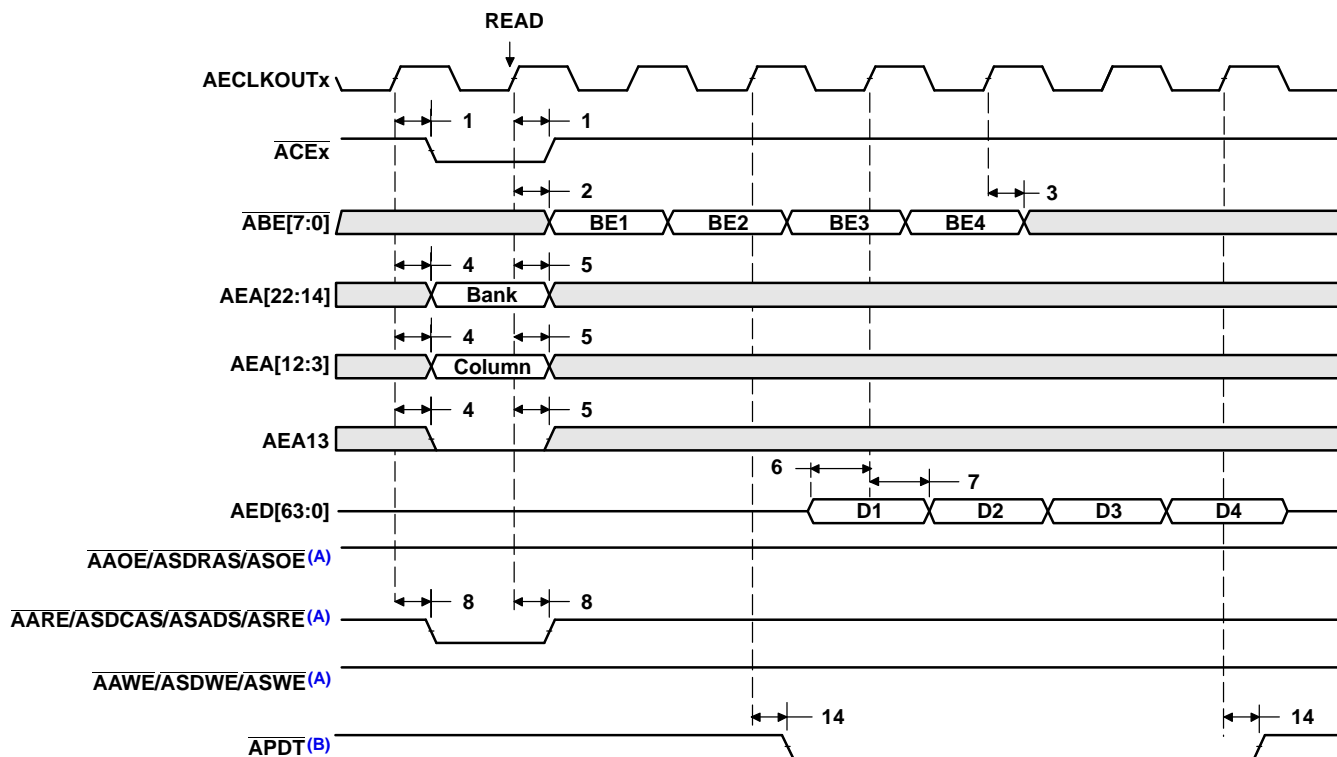 READ
AECLKOUTx
1 1
ACEx
2 3
ABE[7:0] BE1 BE2 BE3 BE4
4 5
AEA[22:14] Bank
4 5
AEA[12:3] Column
4 5
AEA13
6 7
AED[63:0] D1 D2 D3 D4
AAOE/ASDRAS/ASOE(A)
8 8
AARE/ASDCAS/ASADS/ASRE(A)
AAWE/ASDWE/ASWE(A)
14 14
APDT(B)